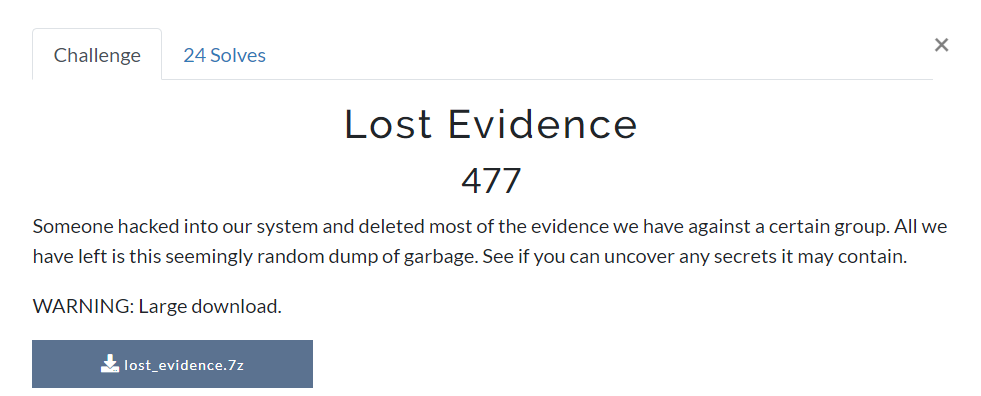 Challenge
24 Solves
×
Lost Evidence
477
Someone hacked into our system and deleted most of the evidence we have against a certain group. All we
have left is this seemingly random dump of garbage. See if you can uncover any secrets it may contain.
WARNING: Large download.
lost_evidence.7z